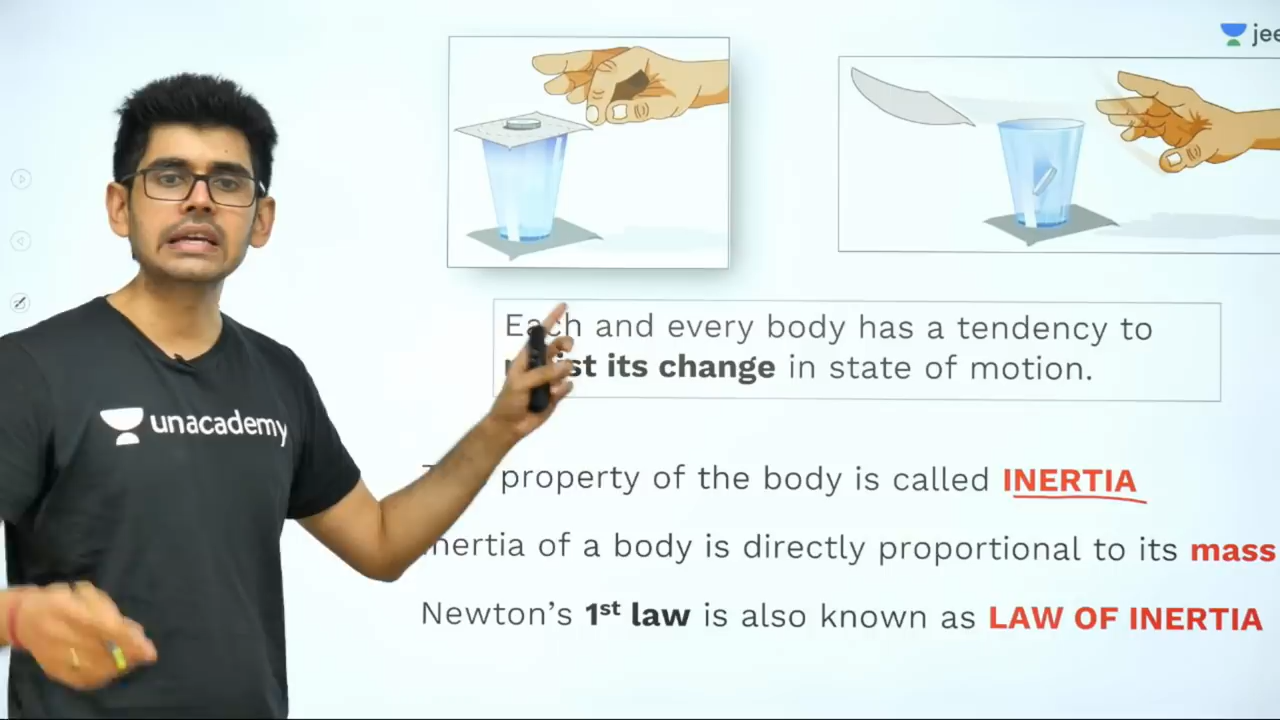 jee
Each and every body has a tendency to
its change in state of motion.
unacademy
property of the body is called INERTIA
Inertia of a body is directly proportional to its mass
Newton's 1st law is also known as LAW OF INERTIA